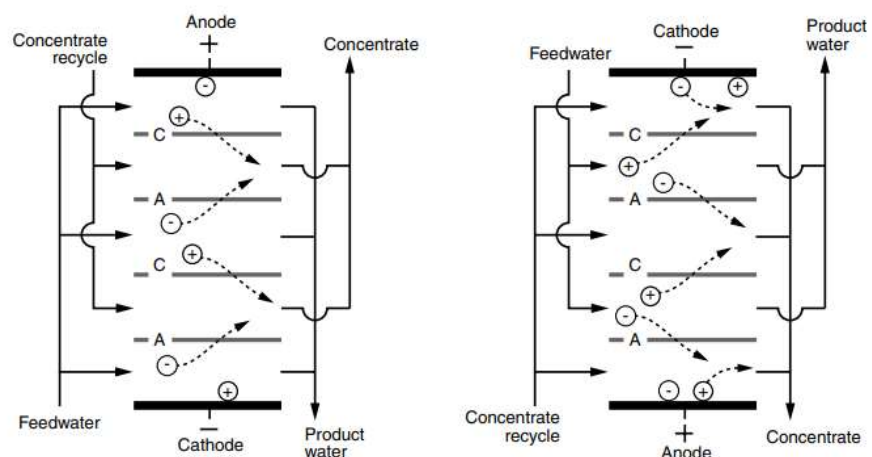 Anode
+
Concentrate
recycle
Concentrate
-
+
C
A
-
+
C
A
-
+
Feedwater
−
Cathode
Product
water
Cathode
−
Product
water
Feedwater
-
+
C
+
-
A
C
+
-
A
-
+
Concentrate
recycle
+
Anode
Concentrate